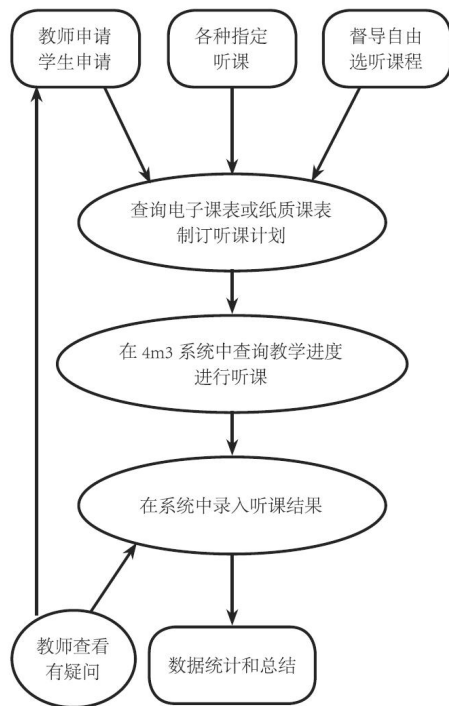 教师申请
学生申请
各种指定
听课
督导自由
选听课程
查询电子课表或纸质课表
制订听课计划
在 4m3 系统中查询教学进度
进行听课
在系统中录入听课结果
教师查看
有疑问
数据统计和总结